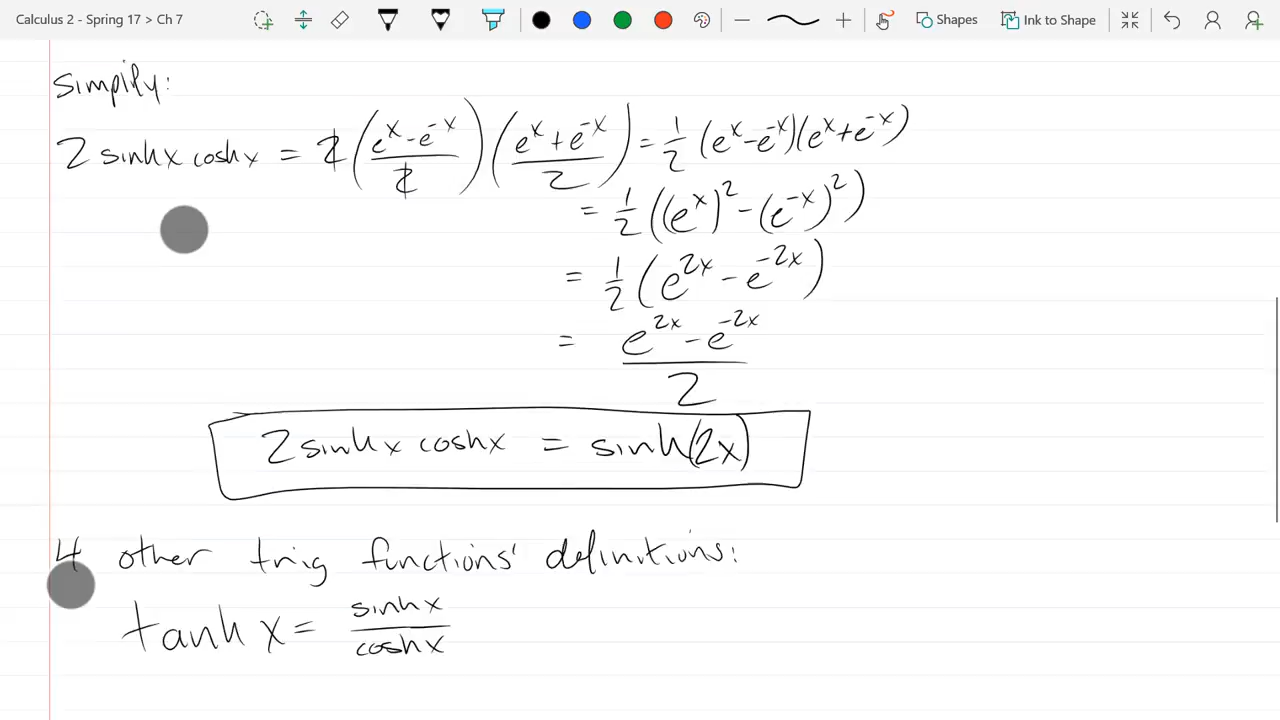 Calculus 2 - Spring 17 > Ch 7
Shapes
Ink to Shape
Simplify:
2 sinhx coshx = 2 ( (e^x - e^-x) / 2 ) ( (e^x + e^-x) / 2 ) = 1/2 (e^x - e^-x)(e^x + e^-x)
= 1/2 ((e^x)^2 - (e^-x)^2)
= 1/2 (e^2x - e^-2x)
= (e^2x - e^-2x) / 2
2 sinhx coshx = sinh(2x)
4 other trig functions' definitions:
tanh x = sinhx / coshx